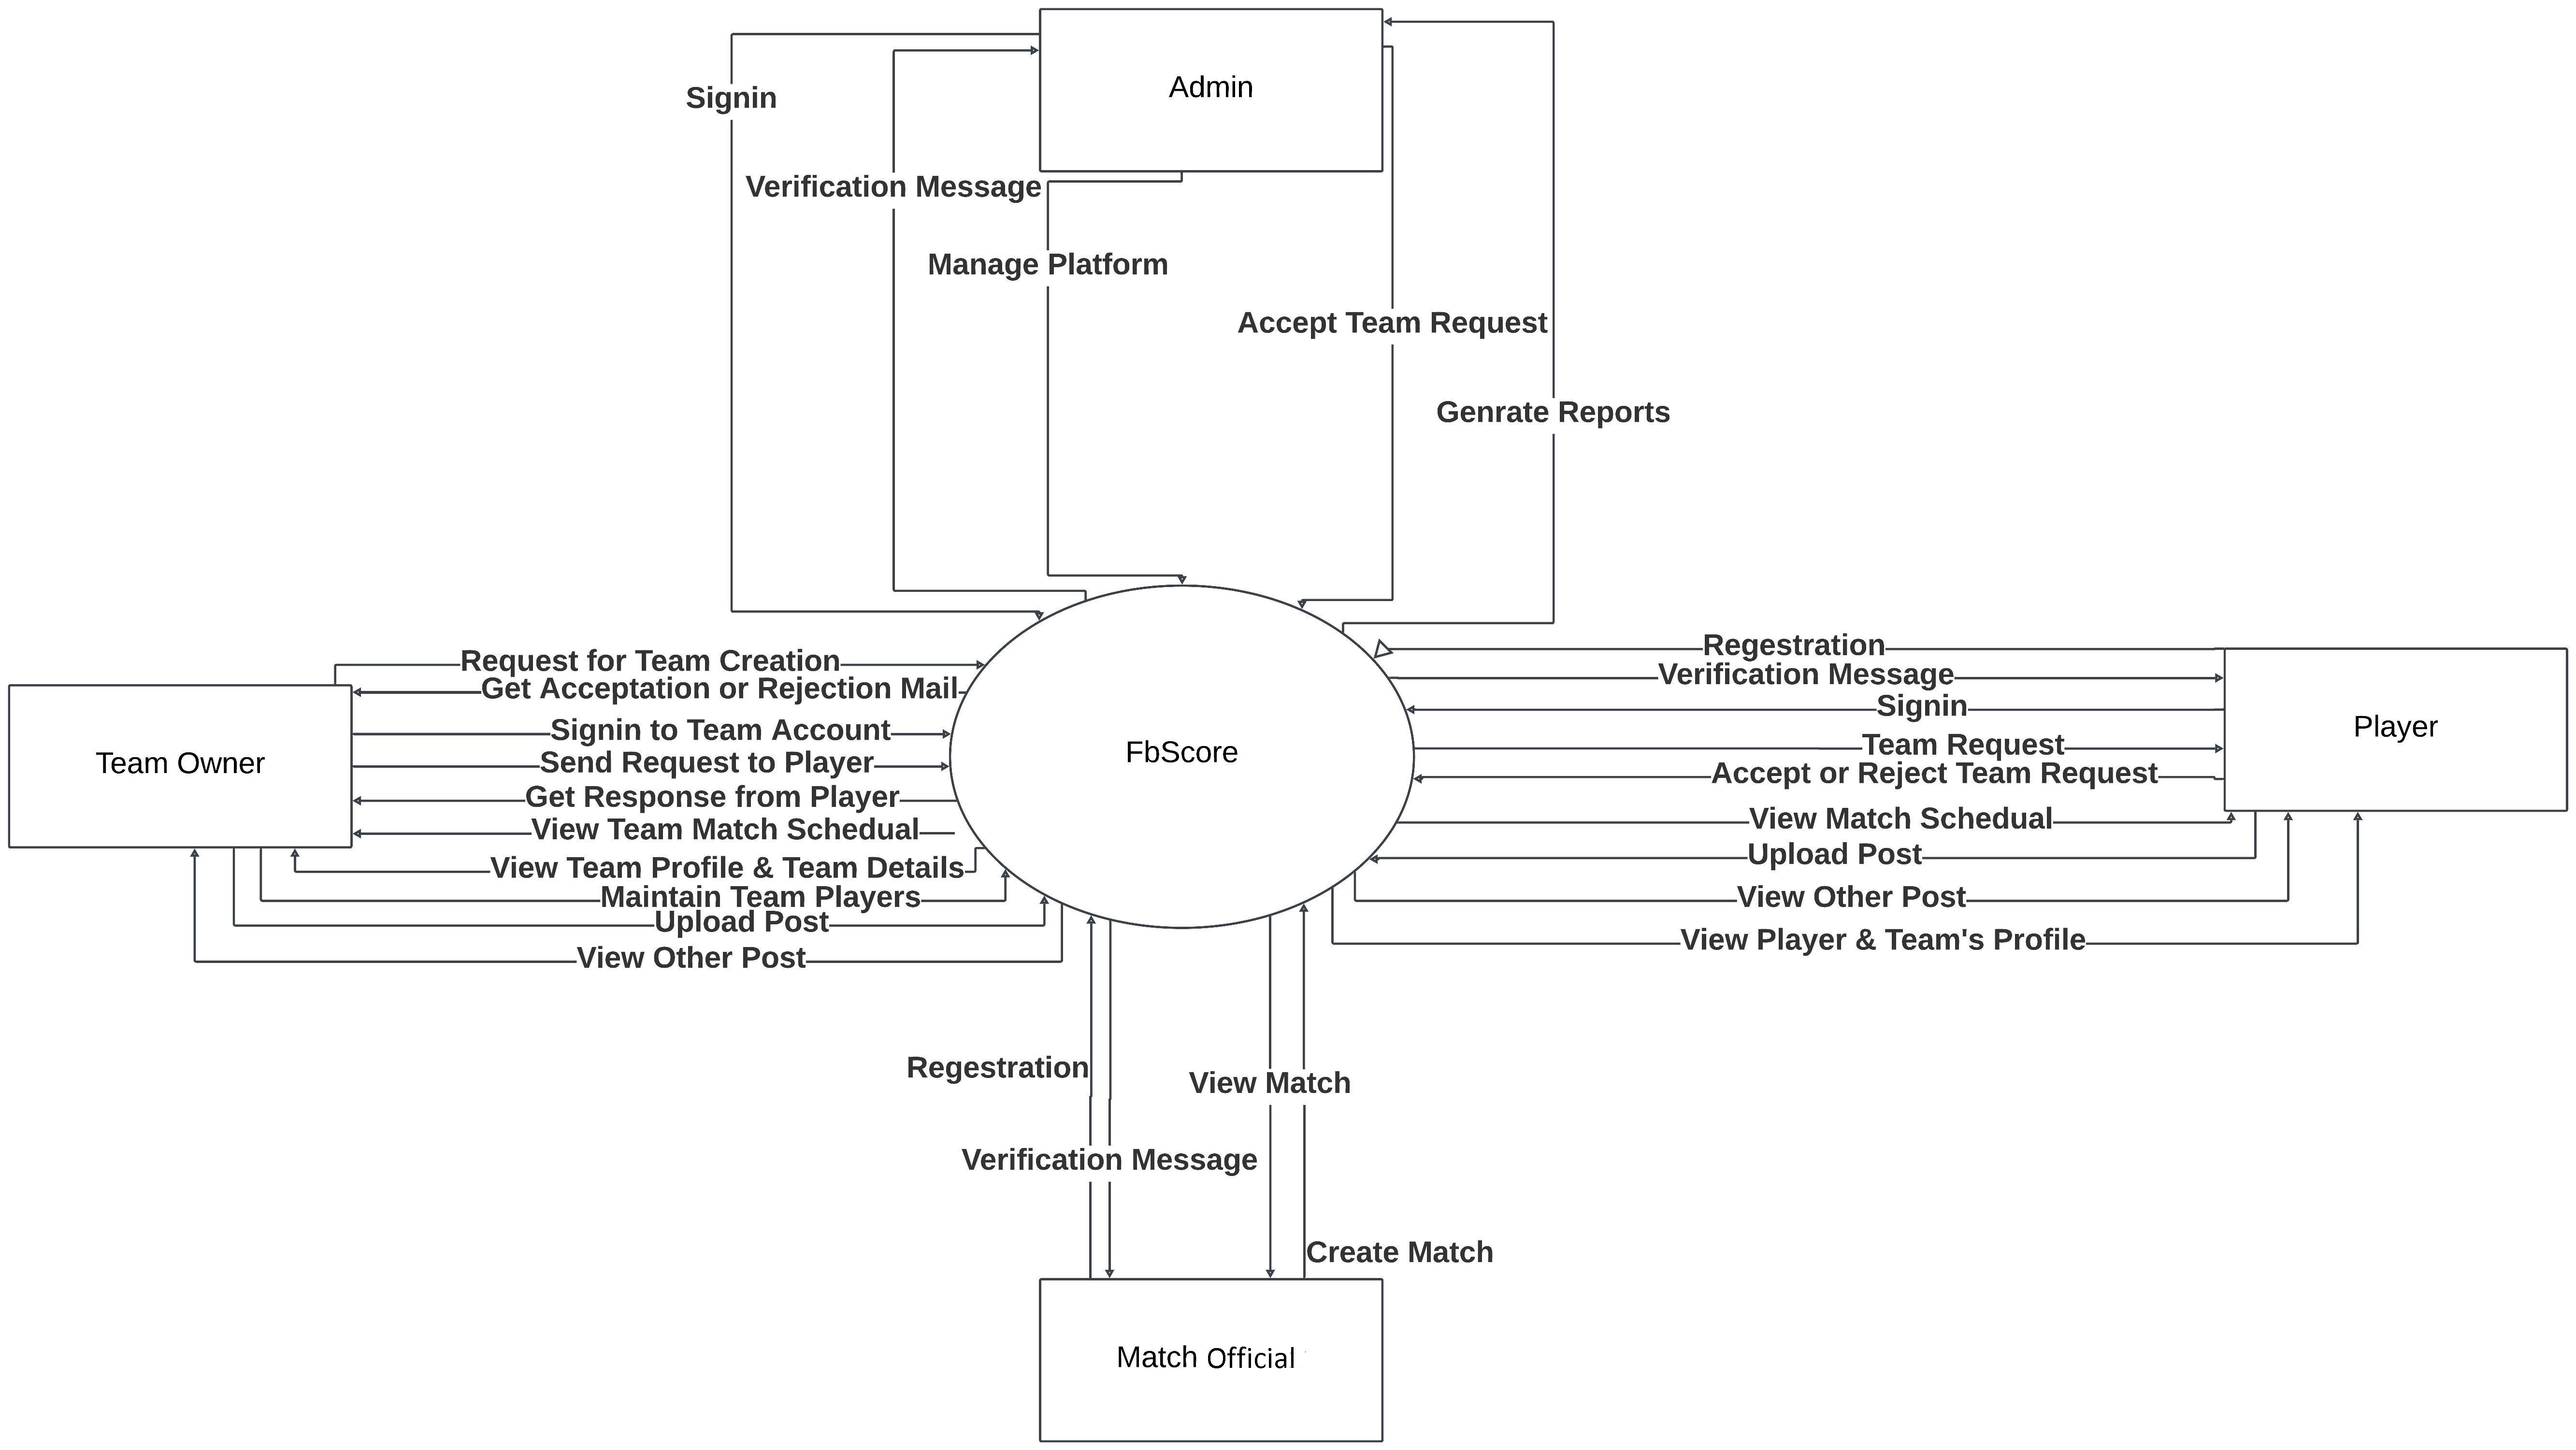 Admin
Signin
Verification Message
Manage Platform
Accept Team Request
Genrate Reports
Request for Team Creation
Get Acceptation or Rejection Mail
Signin to Team Account
Send Request to Player
Get Response from Player
View Team Match Schedual
View Team Profile & Team Details
Maintain Team Players
Upload Post
View Other Post
Team Owner
FbScore
Regestration
Verification Message
Signin
Team Request
Accept or Reject Team Request
View Match Schedual
Upload Post
View Other Post
View Player & Team's Profile
Player
Regestration
View Match
Verification Message
Create Match
Match Official